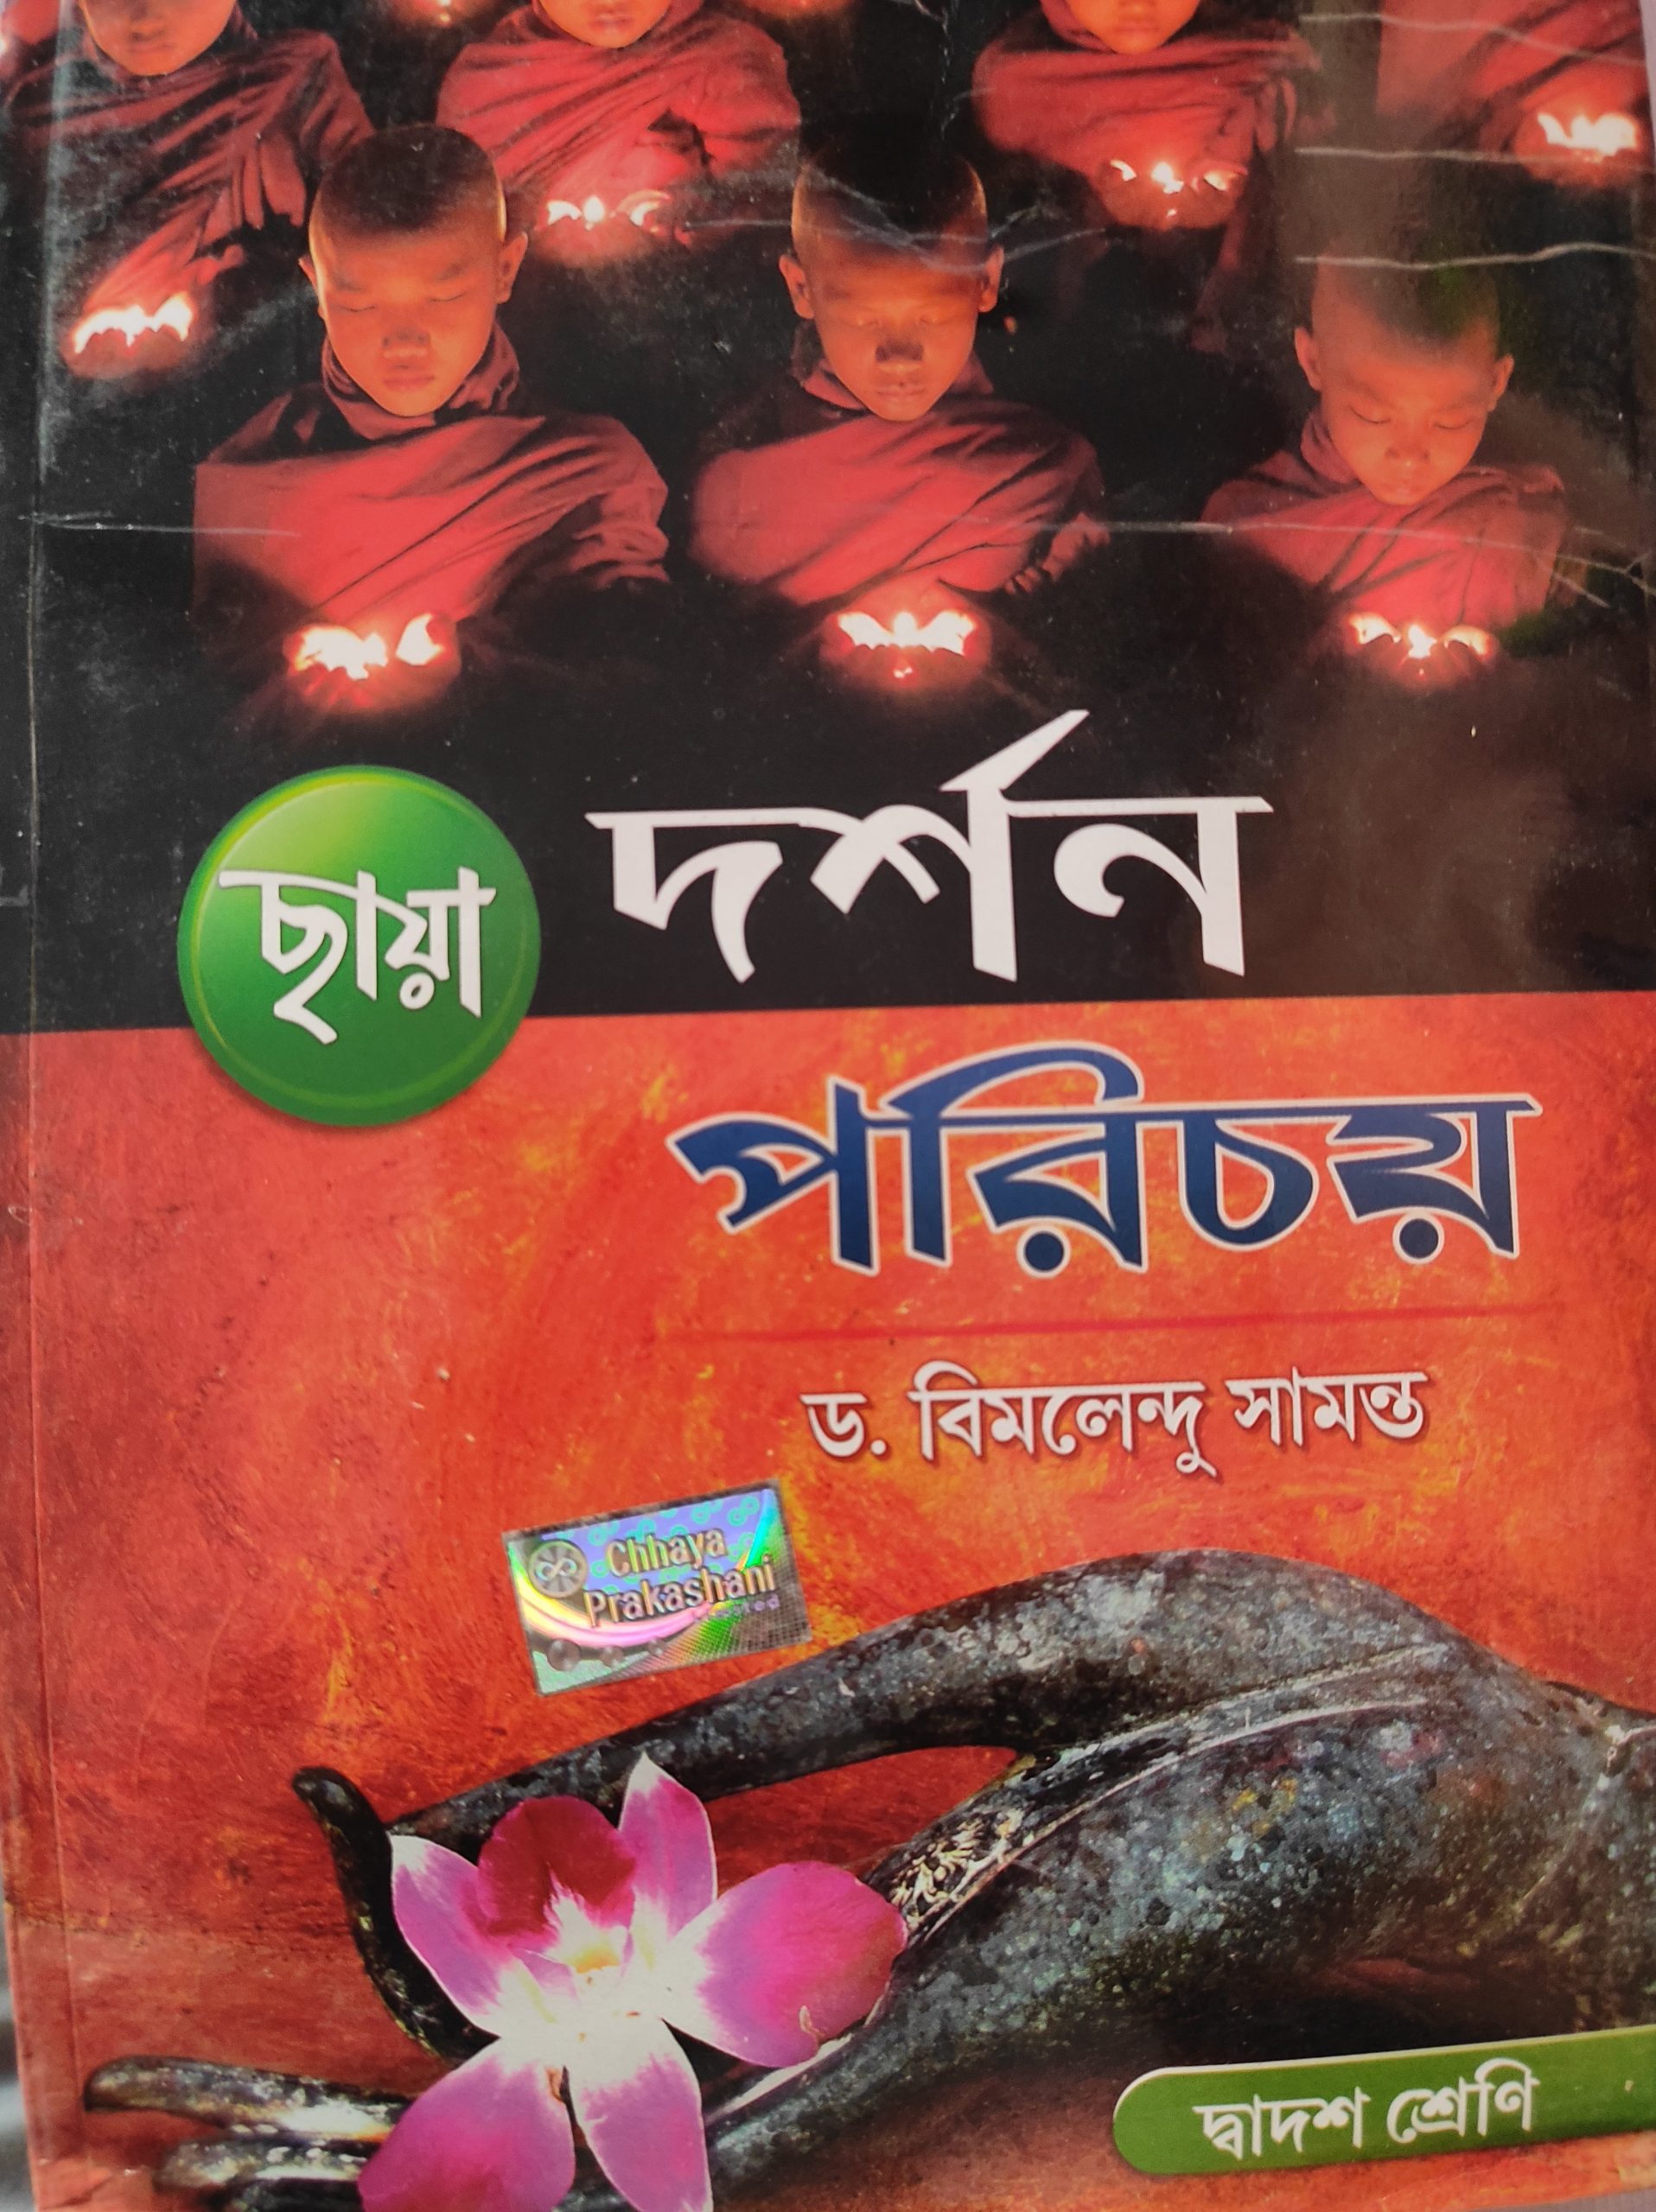 ছায়া
দর্শন
পরিচয়
ড. বিমলেন্দু সামন্ত
Chhaya
Prakashani
দ্বাদশ শ্রেণি